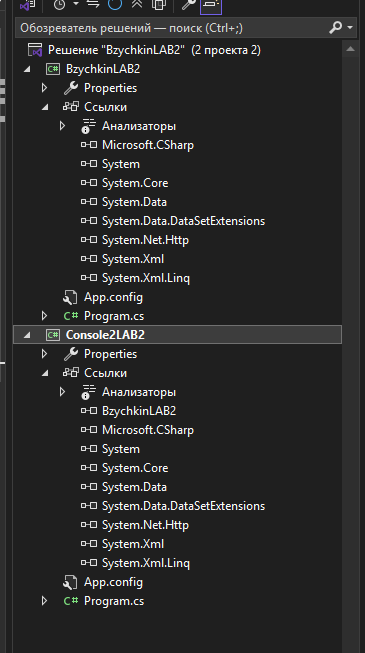 Обозреватель решений — поиск (Ctrl+;)
Решение "BzychkinLAB2" (2 проекта 2)
C# BzychkinLAB2
Properties
Ссылки
Анализаторы
Microsoft.CSharp
System
System.Core
System.Data
System.Data.DataSetExtensions
System.Net.Http
System.Xml
System.Xml.Linq
App.config
C# Program.cs
C# Console2LAB2
Properties
Ссылки
Анализаторы
BzychkinLAB2
Microsoft.CSharp
System
System.Core
System.Data
System.Data.DataSetExtensions
System.Net.Http
System.Xml
System.Xml.Linq
App.config
C# Program.cs